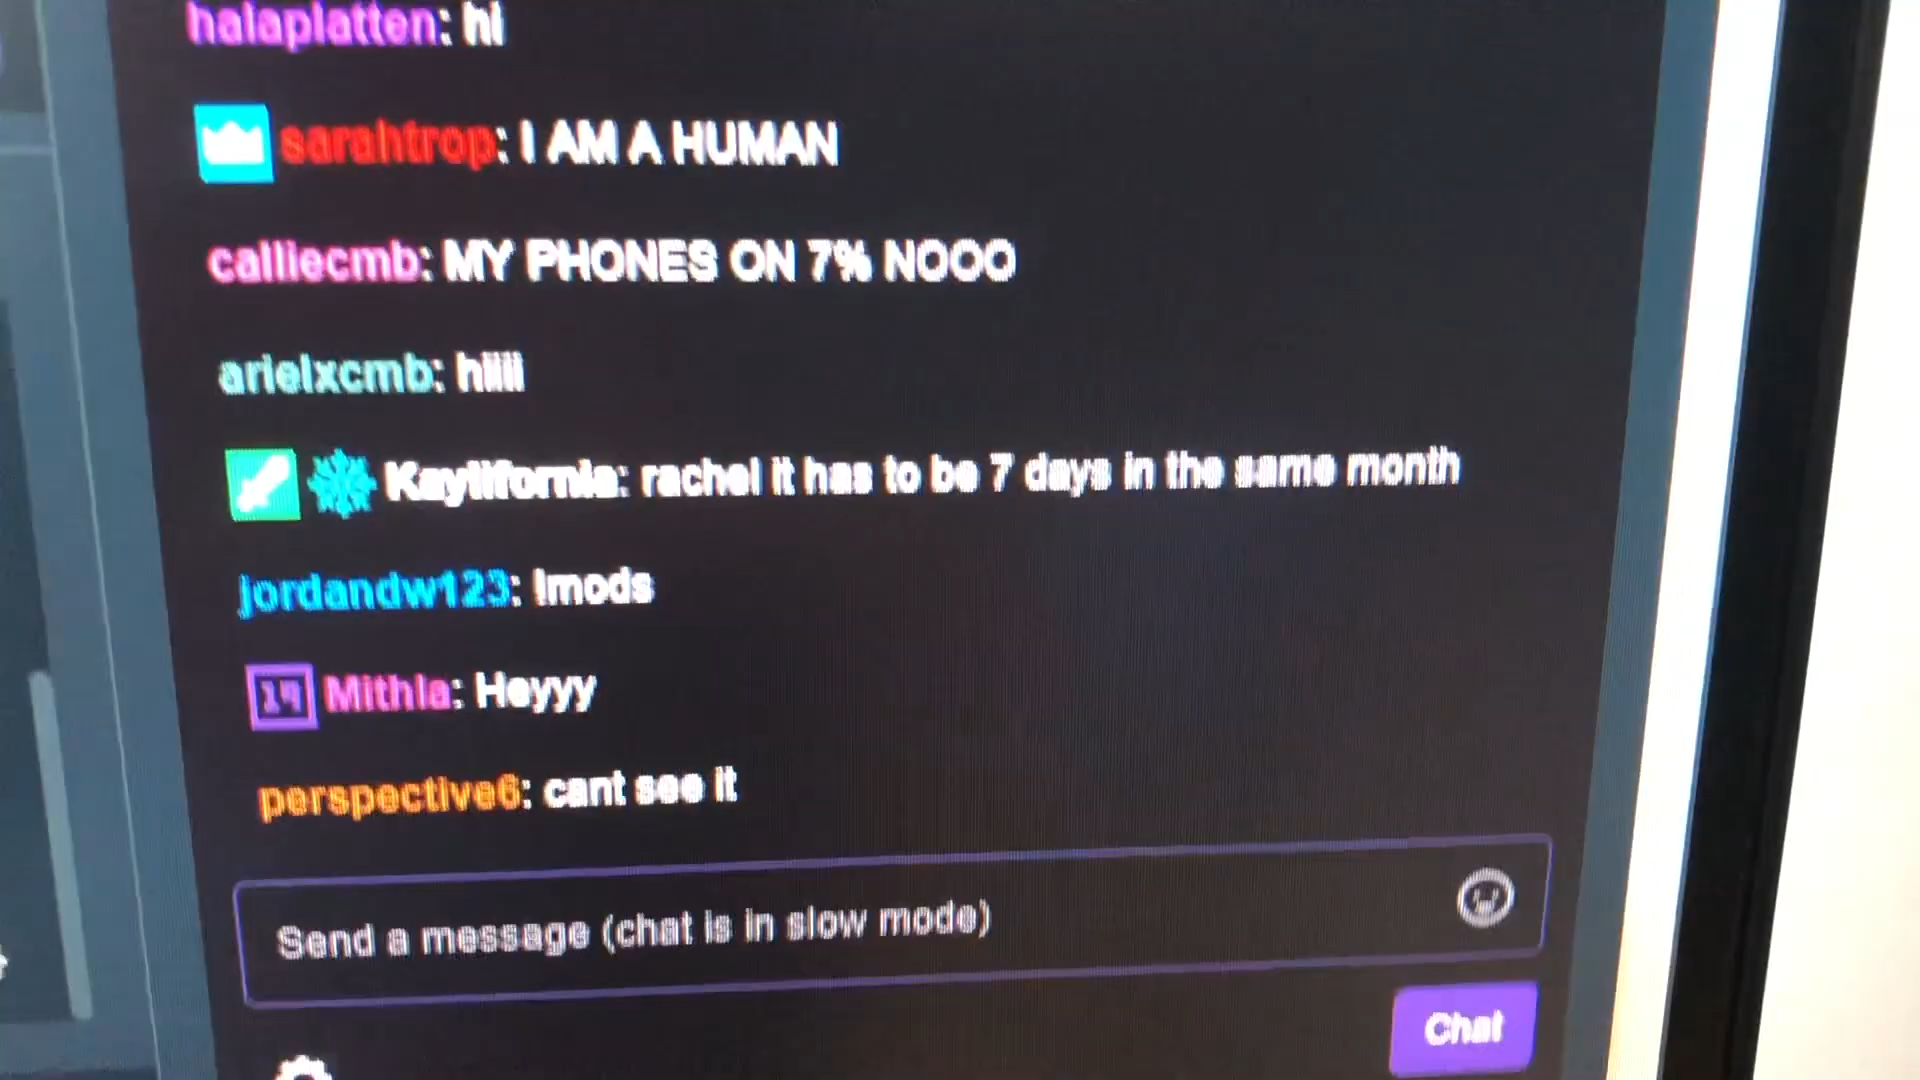 halaplatten: hi
sarahtrop: I AM A HUMAN
calliecmb: MY PHONES ON 7% NOOO
arielxcmb: hiiii
Kaylifornia: rachel it has to be 7 days in the same month
jordandw123: !mods
19 Mithla: Heyyy
perspective6: cant see it
Send a message (chat is in slow mode)
Chat